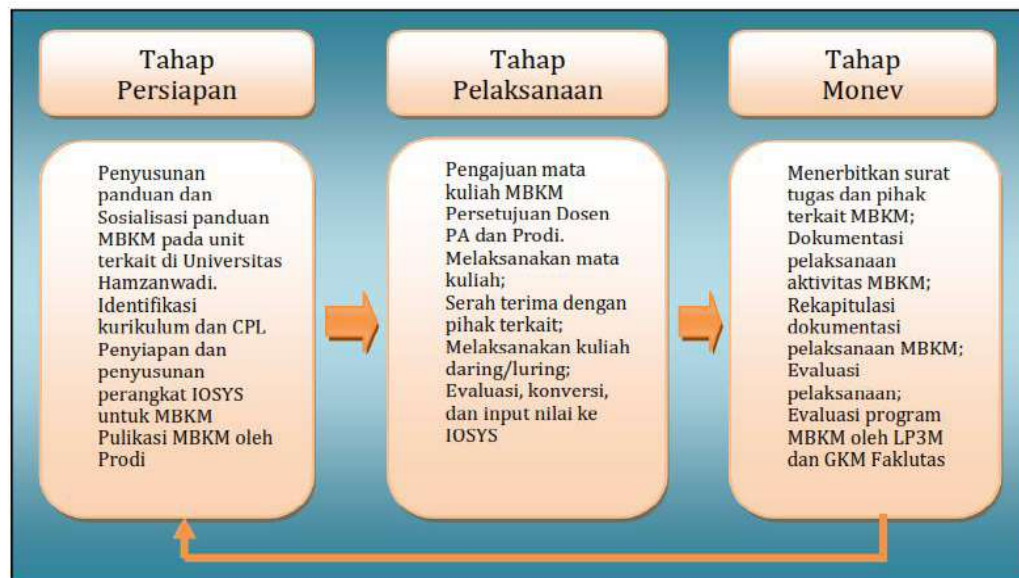 Tahap
Persiapan
Penyusunan
panduan dan
Sosialisasi panduan
MBKM pada unit
terkait di Universitas
Hamzanwadi.
Identifikasi
kurikulum dan CPL
Penyiapan dan
penyusunan
perangkat IOSYS
untuk MBKM
Pulikasi MBKM oleh
Prodi
Tahap
Pelaksanaan
Pengajuan mata
kuliah MBKM
Persetujuan Dosen
PA dan Prodi.
Melaksanakan mata
kuliah;
Serah terima dengan
pihak terkait;
Melaksanakan kuliah
daring/luring;
Evaluasi, konversi,
dan input nilai ke
IOSYS
Tahap
Monev
Menerbitkan surat
tugas dan pihak
terkait MBKM;
Dokumentasi
pelaksanaan
aktivitas MBKM;
Rekapitulasi
dokumentasi
pelaksanaan MBKM;
Evaluasi
pelaksanaan;
Evaluasi program
MBKM oleh LP3M
dan GKM Faklutas